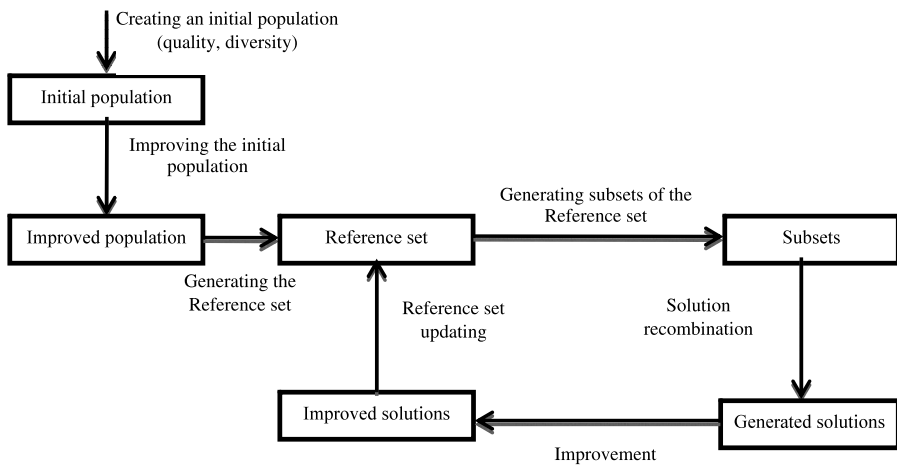 Creating an initial population
(quality, diversity)
Initial population
Improving the initial
population
Generating subsets of the
Reference set
Improved population
Reference set
Subsets
Generating the
Reference set
Reference set
updating
Solution
recombination
Improved solutions
Generated solutions
Improvement